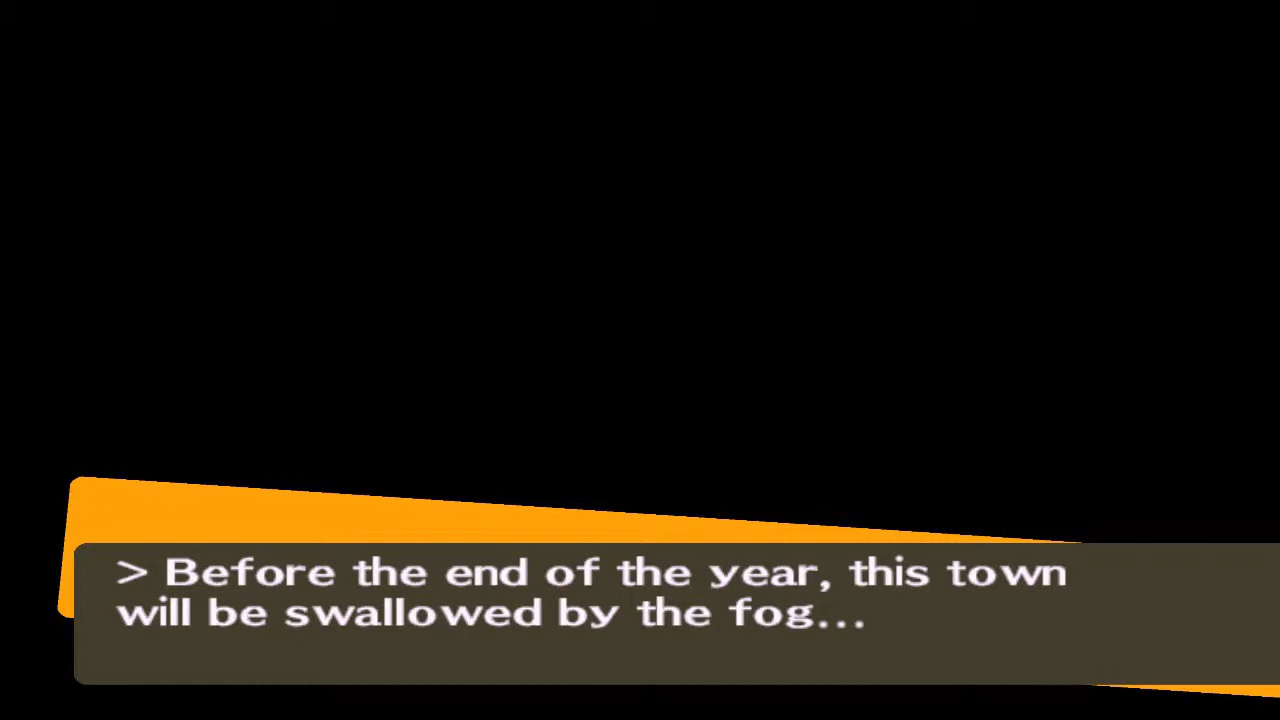 > Before the end of the year, this town
will be swallowed by the fog...